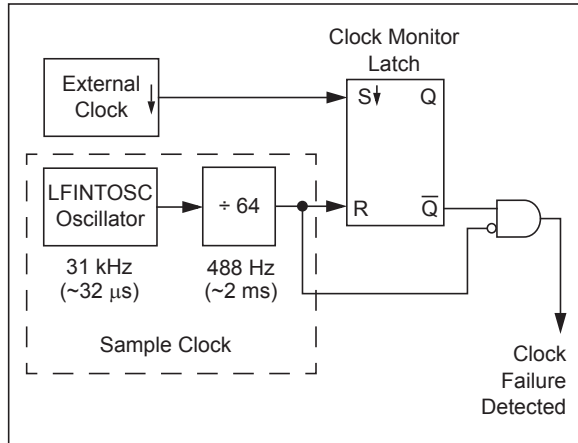 Clock Monitor
Latch
External
Clock
S
Q
LFINTOSC
Oscillator
÷ 64
R
Q
31 kHz
(~32 μs)
488 Hz
(~2 ms)
Sample Clock
Clock
Failure
Detected